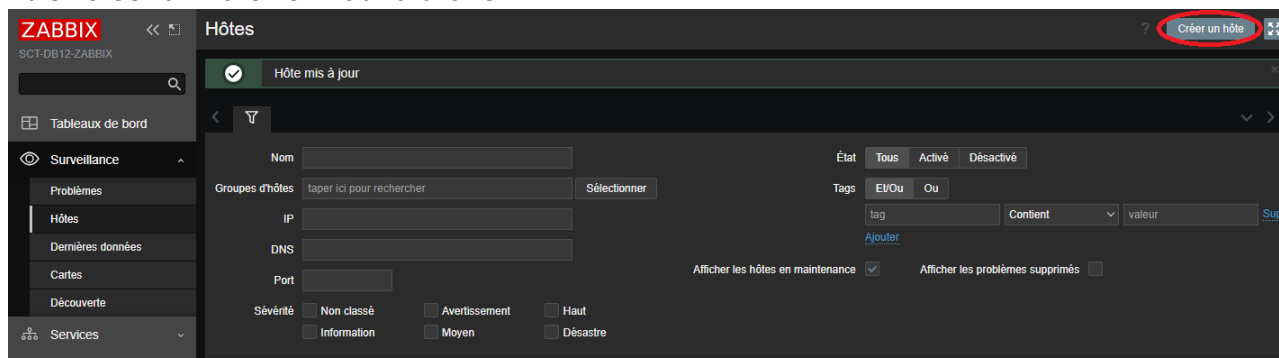 ZABBIX
Hôtes
?
Créer un hôte
SCT-DB12-ZABBIX
Hôte mis à jour
Tableaux de bord
Surveillance
Problèmes
Hôtes
Dernières données
Cartes
Découverte
Services
Nom
Groupes d'hôtes taper ici pour rechercher Sélectionner
IP
DNS
Port
Sévérité Non classé Avertissement Haut
Information Moyen Désastre
État Tous Activé Désactivé
Tags Et/Ou Ou
tag Contient valeur
Ajouter
Afficher les hôtes en maintenance Afficher les problèmes supprimés